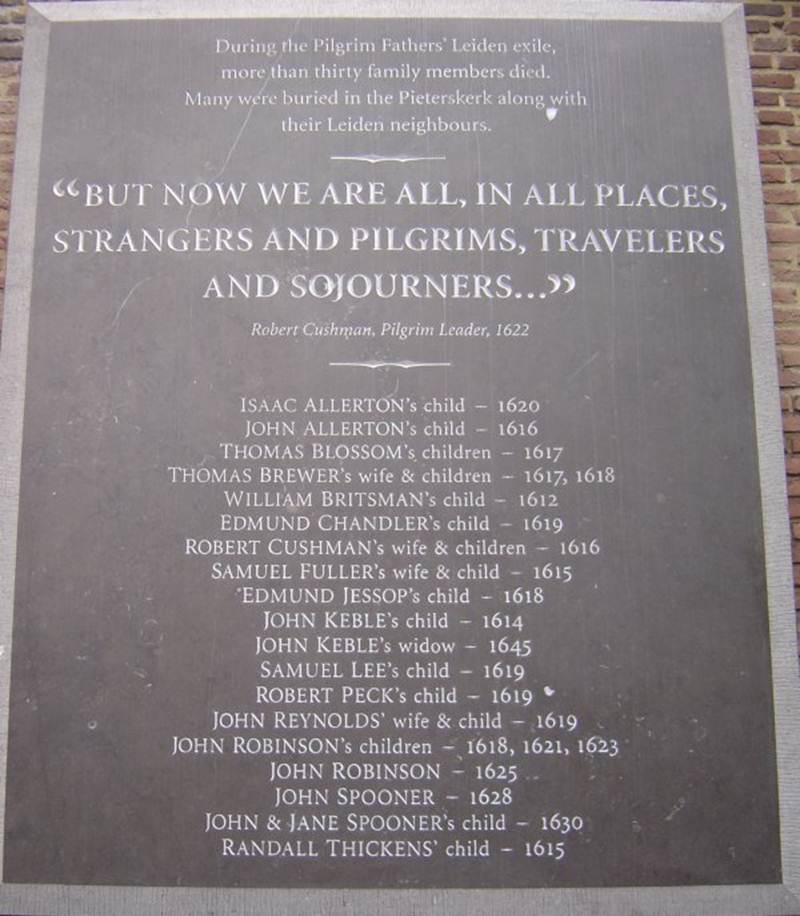 During the Pilgrim Fathers' Leiden exile,
more than thirty family members died.
Many were buried in the Pieterskerk along with
their Leiden neighbours.
“BUT NOW WE ARE ALL, IN ALL PLACES,
STRANGERS AND PILGRIMS, TRAVELERS
AND SOJOURNERS...”
Robert Cushman, Pilgrim Leader, 1622
ISAAC ALLERTON's child – 1620
JOHN ALLERTON's child – 1616
THOMAS BLOSSOM's children – 1617
THOMAS BREWER's wife & children – 1617, 1618
WILLIAM BRITSMAN's child – 1612
EDMUND CHANDLER's child – 1619
ROBERT CUSHMAN's wife & children – 1616
SAMUEL FULLER's wife & child – 1615
EDMUND JESSOP's child – 1618
JOHN KEBLE's child – 1614
JOHN KEBLE's widow – 1645
SAMUEL LEE's child – 1619
ROBERT PECK's child – 1619
JOHN REYNOLDS' wife & child – 1619
JOHN ROBINSON's children – 1618, 1621, 1623
JOHN ROBINSON – 1625
JOHN SPOONER – 1628
JOHN & JANE SPOONER's child – 1630
RANDALL THICKENS' child – 1615